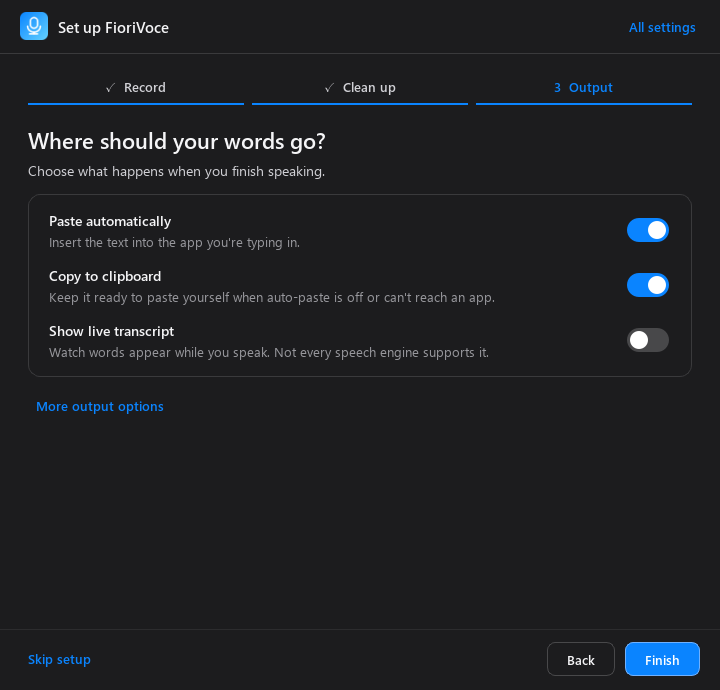 Set up FioriVoce
All settings
✓ Record
✓ Clean up
3 Output
Where should your words go?
Choose what happens when you finish speaking.
Paste automatically
Insert the text into the app you're typing in.
Copy to clipboard
Keep it ready to paste yourself when auto-paste is off or can't reach an app.
Show live transcript
Watch words appear while you speak. Not every speech engine supports it.
More output options
Skip setup
Back
Finish